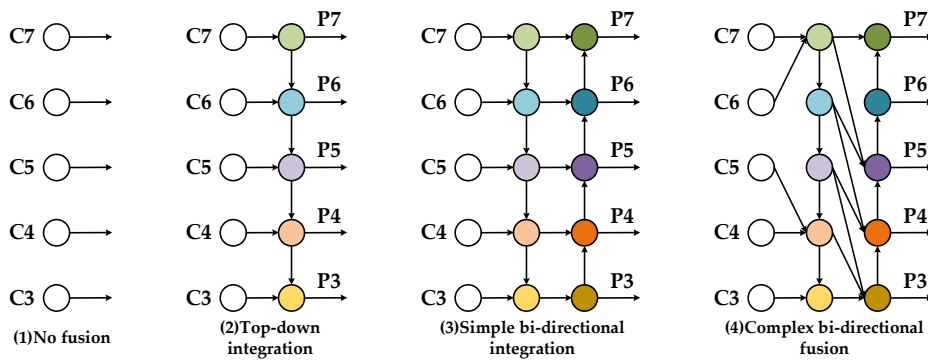 C7
C6
C5
C4
C3
(1)No fusion
C7
P7
C6
P6
C5
P5
C4
P4
C3
P3
(2)Top-down
integration
C7
P7
C6
P6
C5
P5
C4
P4
C3
P3
(3)Simple bi-directional
integration
C7
P7
C6
P6
C5
P5
C4
P4
C3
P3
(4)Complex bi-directional
fusion